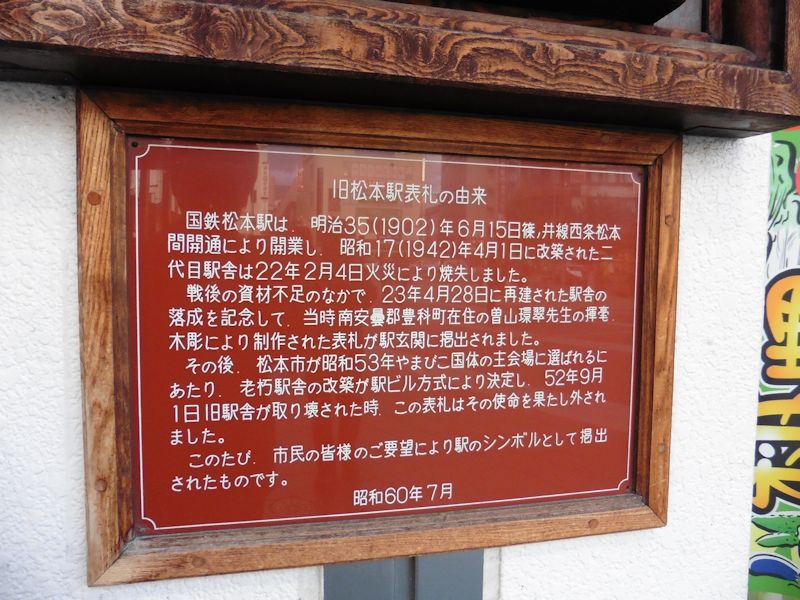 旧松本駅表札の由来
国鉄松本駅は、明治35(1902)年6月15日篠ノ井線西条松本
間開通により開業し、昭和17(1942)年4月1日に改築された二
代目駅舎は22年2月4日火災により焼失しました。
戦後の資材不足のなかで、23年4月28日に再建された駅舎の
落成を記念して、当時南安曇郡豊科町在住の曽山環翠先生の揮毫、
木彫により制作された表札が駅玄関に掲出されました。
その後、松本市が昭和53年やまびこ国体の主会場に選ばれるに
あたり、老朽駅舎の改築が駅ビル方式により決定し、52年9月
1日旧駅舎が取り壊された時、この表札はその使命を果たし外され
ました。
このたび、市民の皆様のご要望により駅のシンボルとして掲出
されたものです。
昭和60年7月